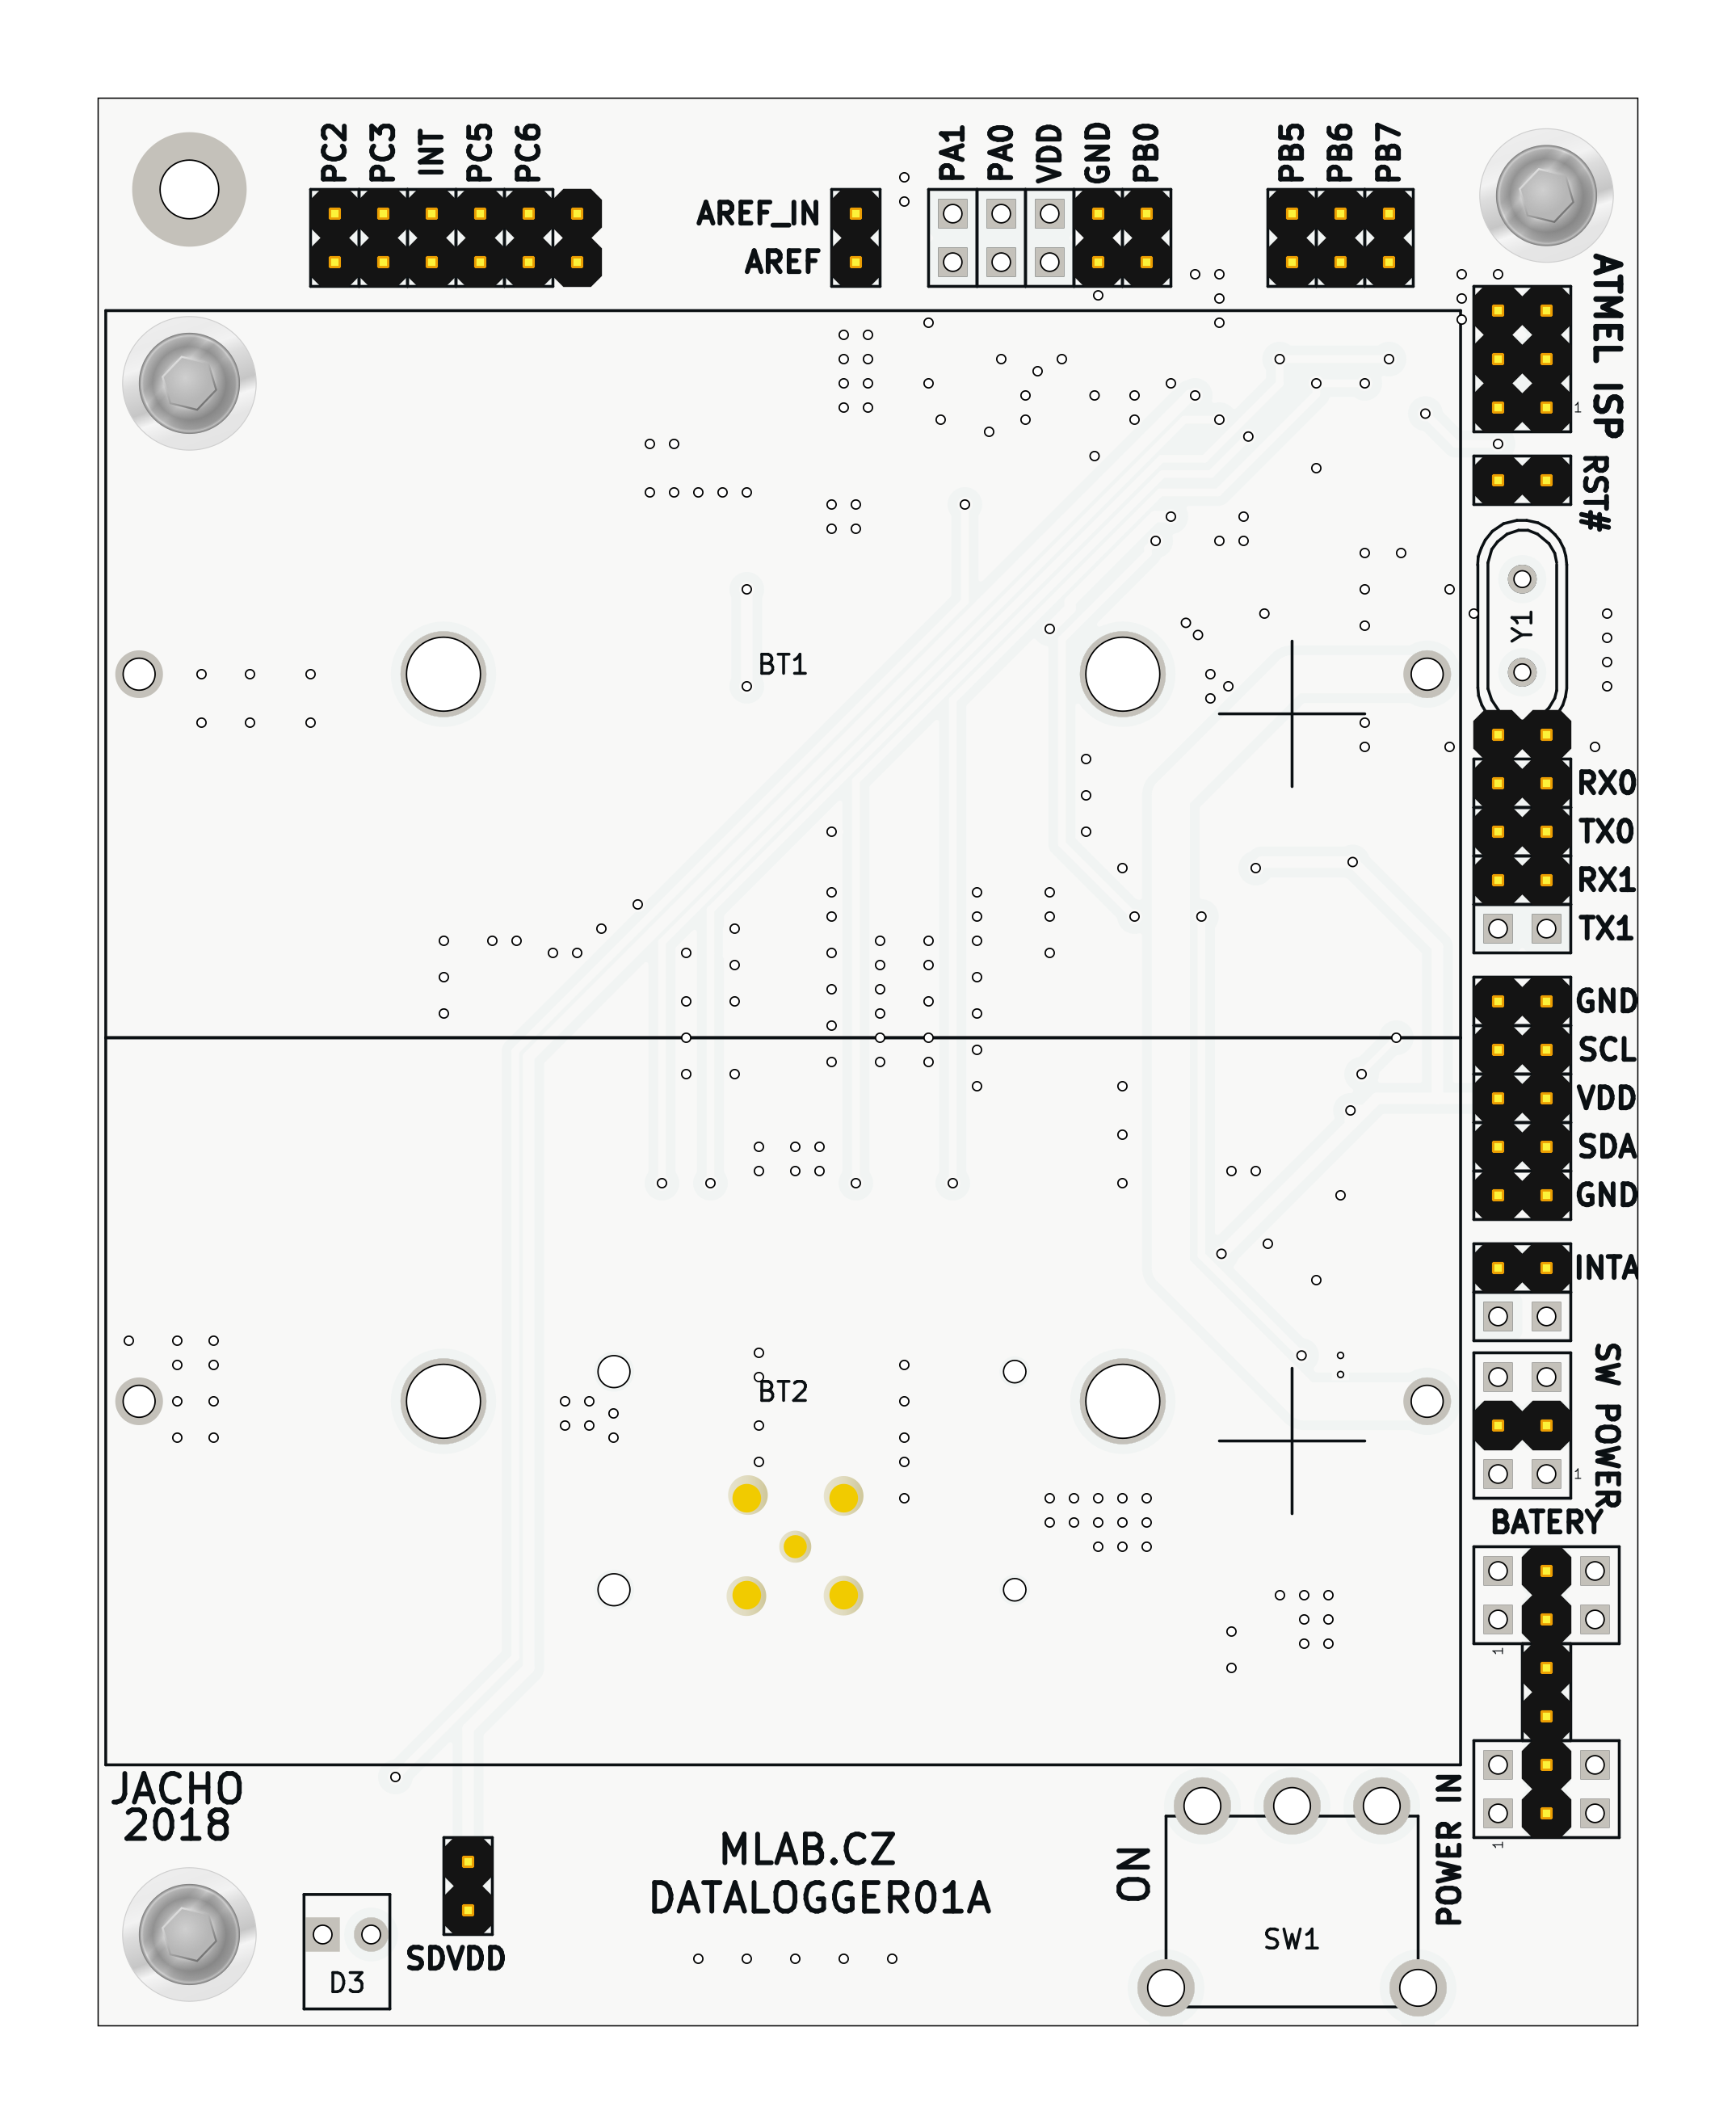 PC2
PC3
INT
PC5
PC6
PA1
PA0
VDD
GND
PB0
PB5
PB6
PB7
AREF_IN
AREF
ATMEL ISP
1
RST#
Y1
BT1
RX0
TX0
RX1
TX1
GND
SCL
VDD
SDA
GND
INTA
SW POWER
1
BT2
BATERY
1
POWER IN
1
JACHO
2018
MLAB.CZ
DATALOGGER01A
ON
SW1
SDVDD
D3